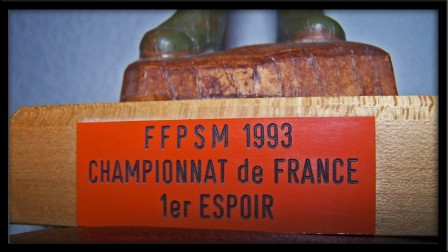 FFPSM 1993
CHAMPIONNAT de FRANCE
1er ESPOIR